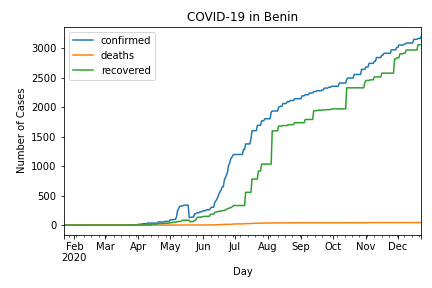 COVID-19 in Benin
confirmed
deaths
recovered
Number of Cases
3000
2500
2000
1500
1000
500
0
Feb Mar Apr May Jun Jul Aug Sep Oct Nov Dec
2020
Day